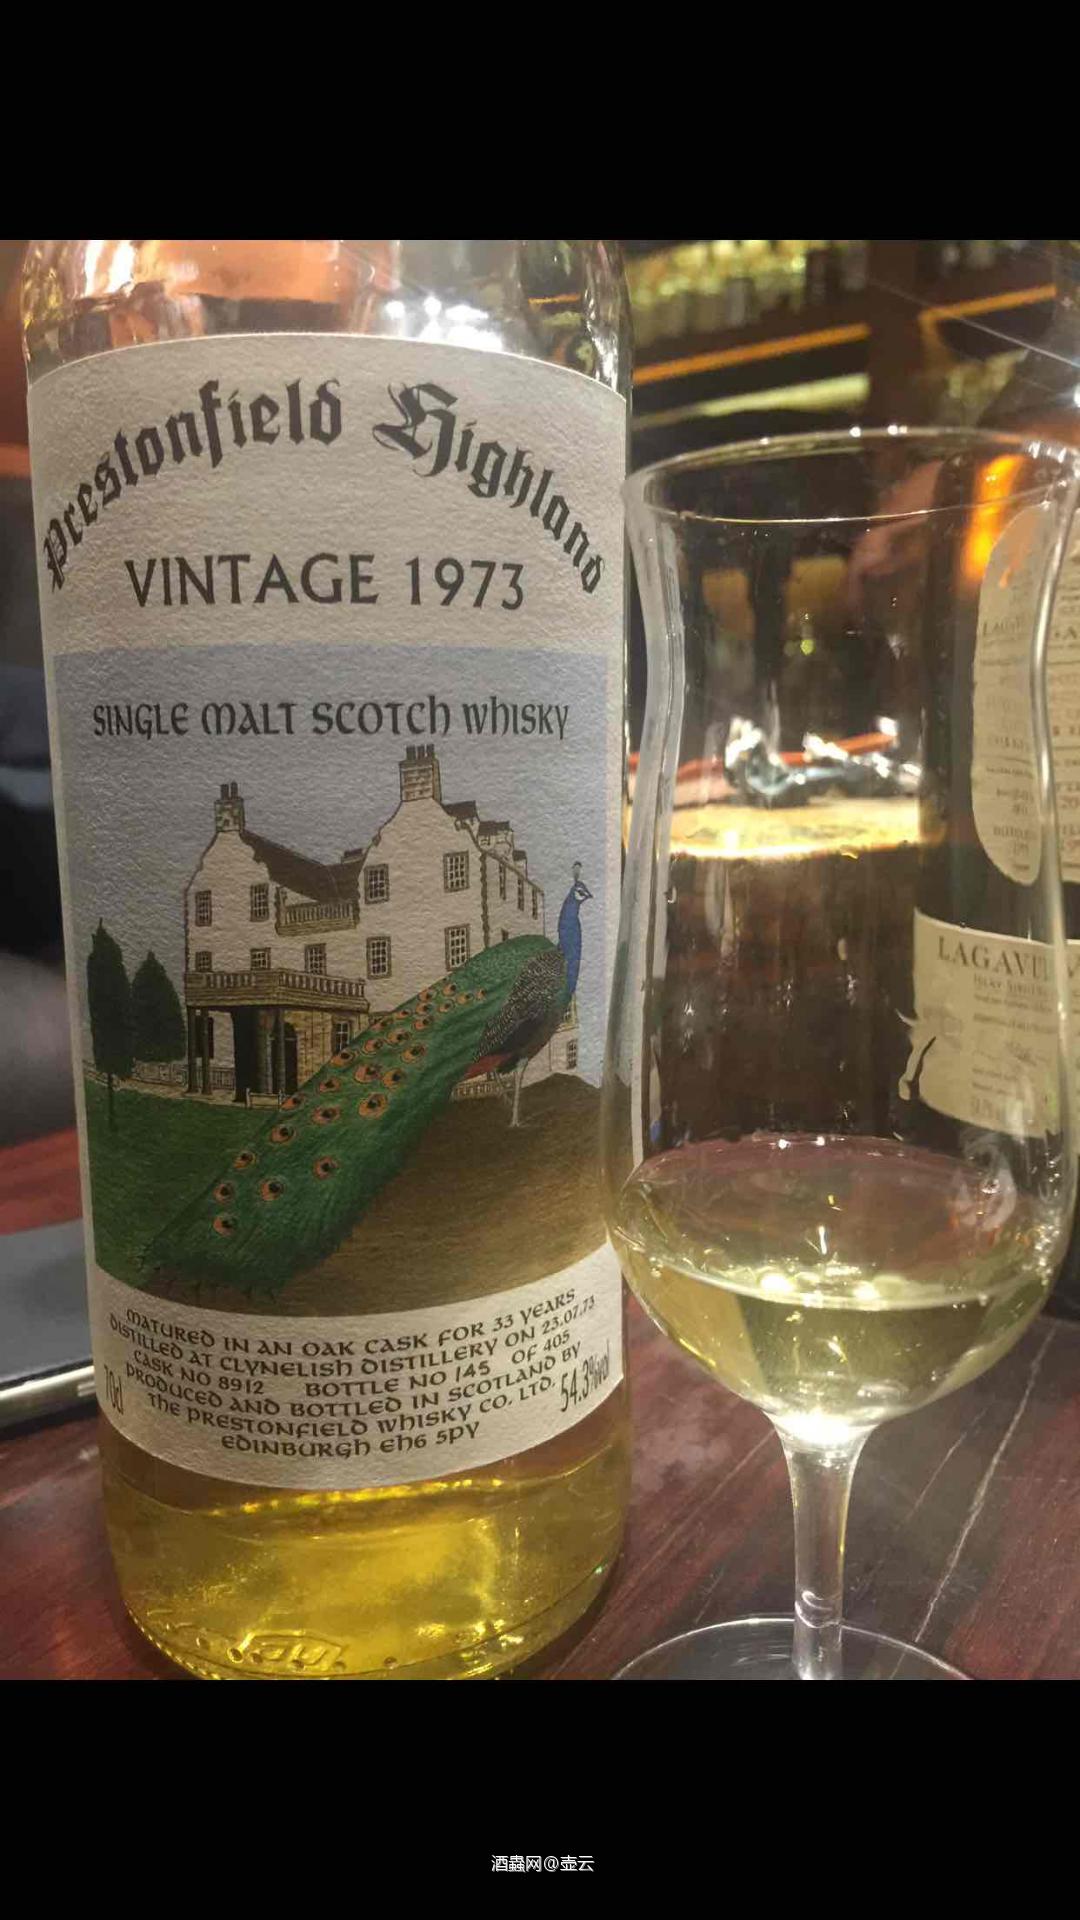 Prestonfield Highland
VINTAGE 1973
SINGLE MALT SCOTCH WHISKY
MATURED IN AN OAK CASK FOR 33 YEARS
DISTILLED AT CLYNELISH DISTILLERY ON 23.07.73
CASK NO 8912 BOTTLE NO 145 OF 405
PRODUCED AND BOTTLED IN SCOTLAND BY
THE PRESTONFIELD WHISKY CO. LTD.
EDINBURGH EH6 5PY
70cl
54.3%vol
LAGAVU
酒蟲网@壶云